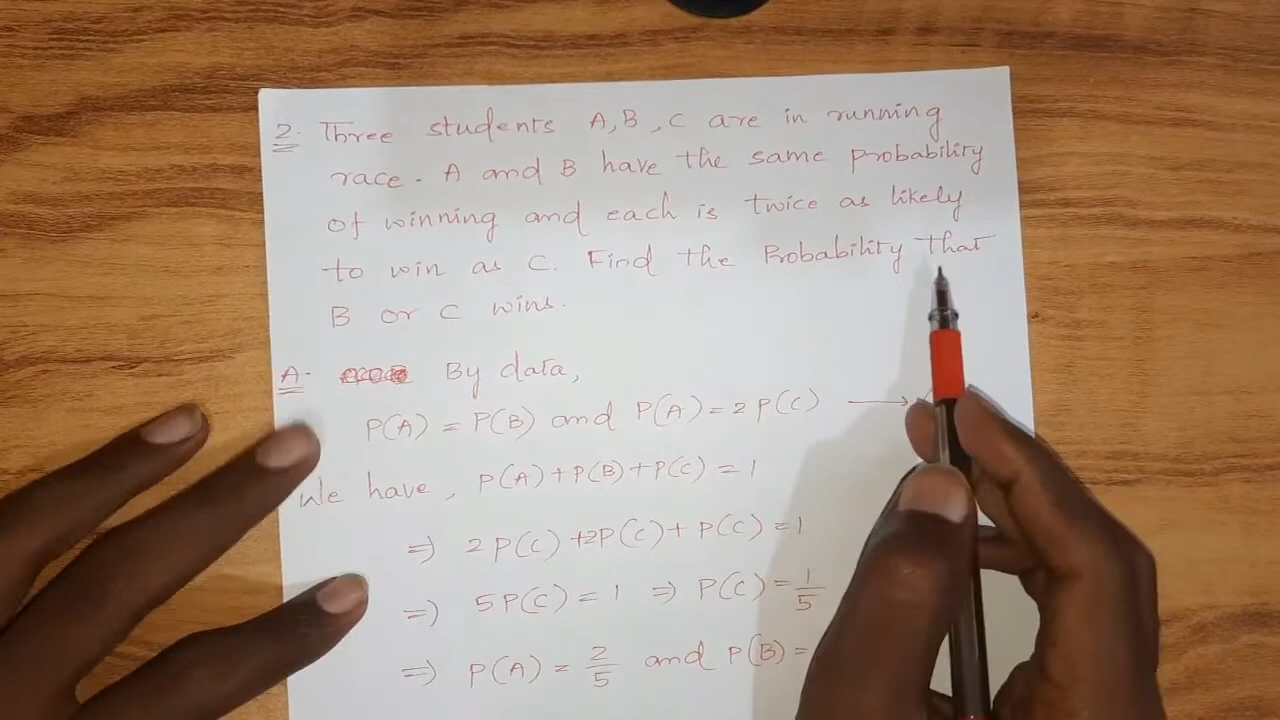 2. Three students A, B, C are in running
race. A and B have the same probability
of winning and each is twice as likely
to win as C. Find the Probability that
B or C wins.
A. By data,
P(A) = P(B) and P(A) = 2 P(C) →
We have, P(A) + P(B) + P(C) = 1
⇒ 2P(C) + 2P(C) + P(C) = 1
⇒ 5P(C) = 1 ⇒ P(C) = 1/5
⇒ P(A) = 2/5 and P(B) =